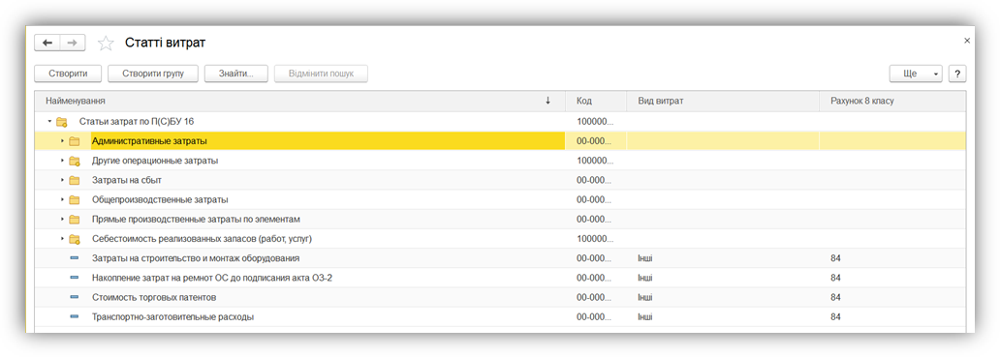 Статті витрат
Створити Створити групу Знайти... Відмінити пошук Ще ?
Найменування Код Вид витрат Рахунок 8 класу
Статьи затрат по П(С)БУ 16 100000...
Административные затраты 00-000...
Другие операционные затраты 100000...
Затраты на сбыт 00-000...
Общепроизводственные затраты 00-000...
Прямые производственные затраты по элементам 00-000...
Себестоимость реализованных запасов (работ, услуг) 100000...
Затраты на строительство и монтаж оборудования 00-000... Інші 84
Накопление затрат на ремнот ОС до подписания акта ОЗ-2 00-000... Інші 84
Стоимость торговых патентов 00-000... Інші 84
Транспортно-заготовительные расходы 00-000... Інші 84